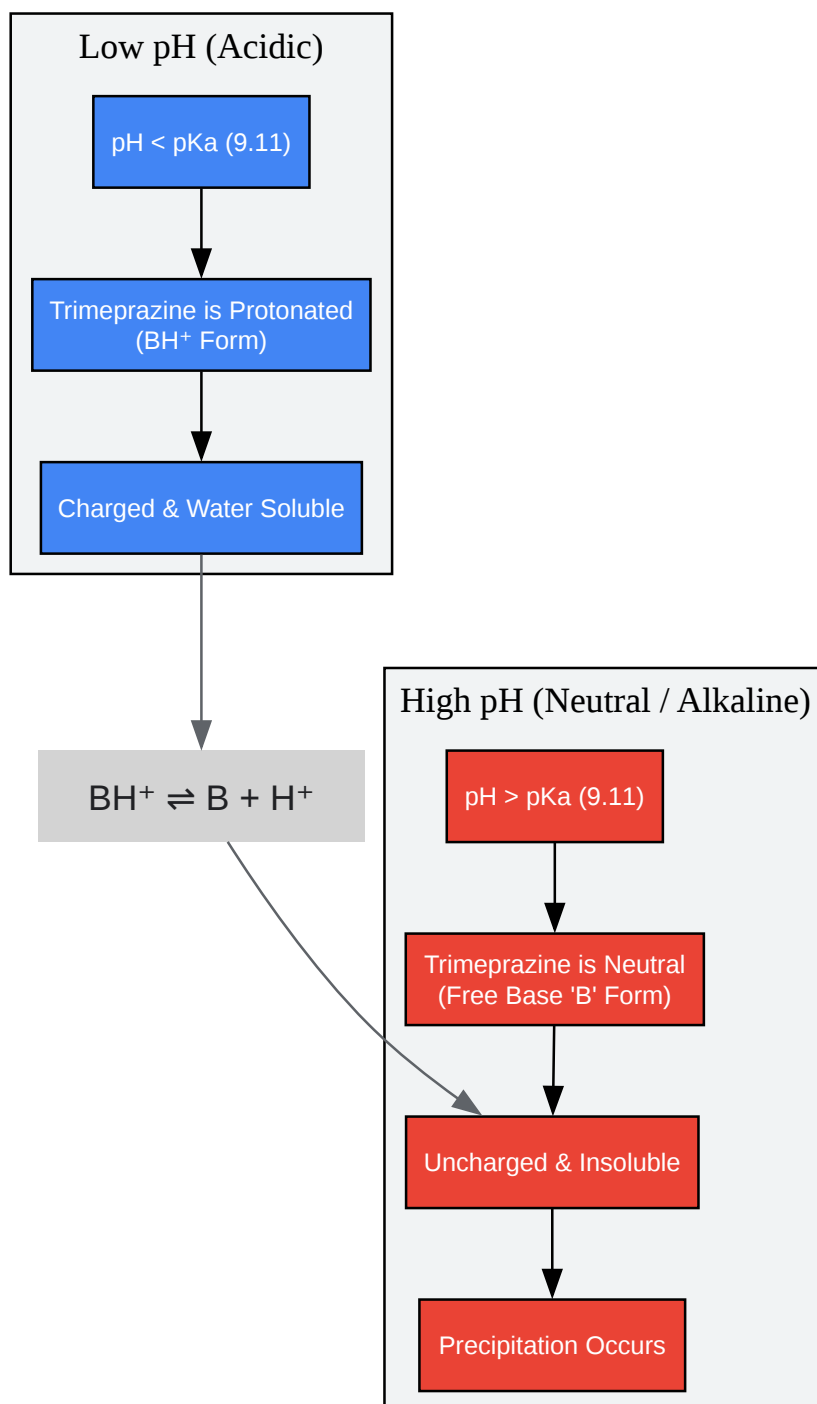 Low pH (Acidic)
pH < pKa (9.11)
Trimeprazine is Protonated
(BH⁺ Form)
Charged & Water Soluble
BH⁺ ⇌ B + H⁺
High pH (Neutral / Alkaline)
pH > pKa (9.11)
Trimeprazine is Neutral
(Free Base 'B' Form)
Uncharged & Insoluble
Precipitation Occurs